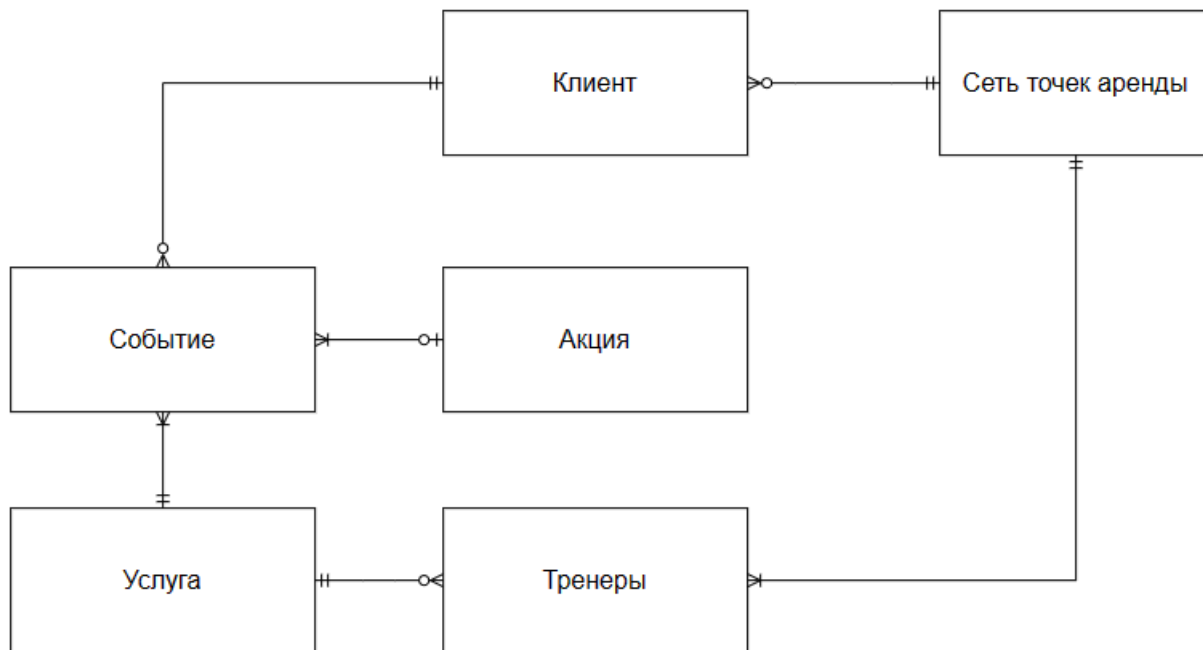 Клиент
Сеть точек аренды
Событие
Акция
Услуга
Тренеры